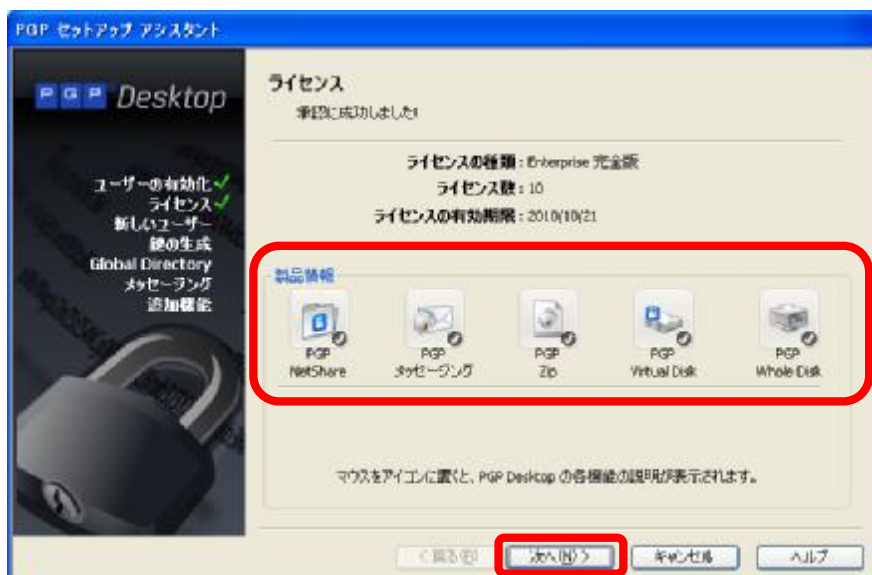 PGP セットアップ アシスタント
PGP Desktop
ユーザーの有効化
ライセンス
新しいユーザー
鍵の生成
Global Directory
メッセージング
追加機能
ライセンス
承認に成功しました!
ライセンスの種類 : Enterprise 完全版
ライセンス数 : 10
ライセンスの有効期限 : 2010/10/21
製品情報
PGP NetShare
PGP メッセージング
PGP Zip
PGP Virtual Disk
PGP Whole Disk
マウスをアイコンに置くと、PGP Desktop の各機能の説明が表示されます。
< 戻る(B)
次へ(N) >
キャンセル
ヘルプ